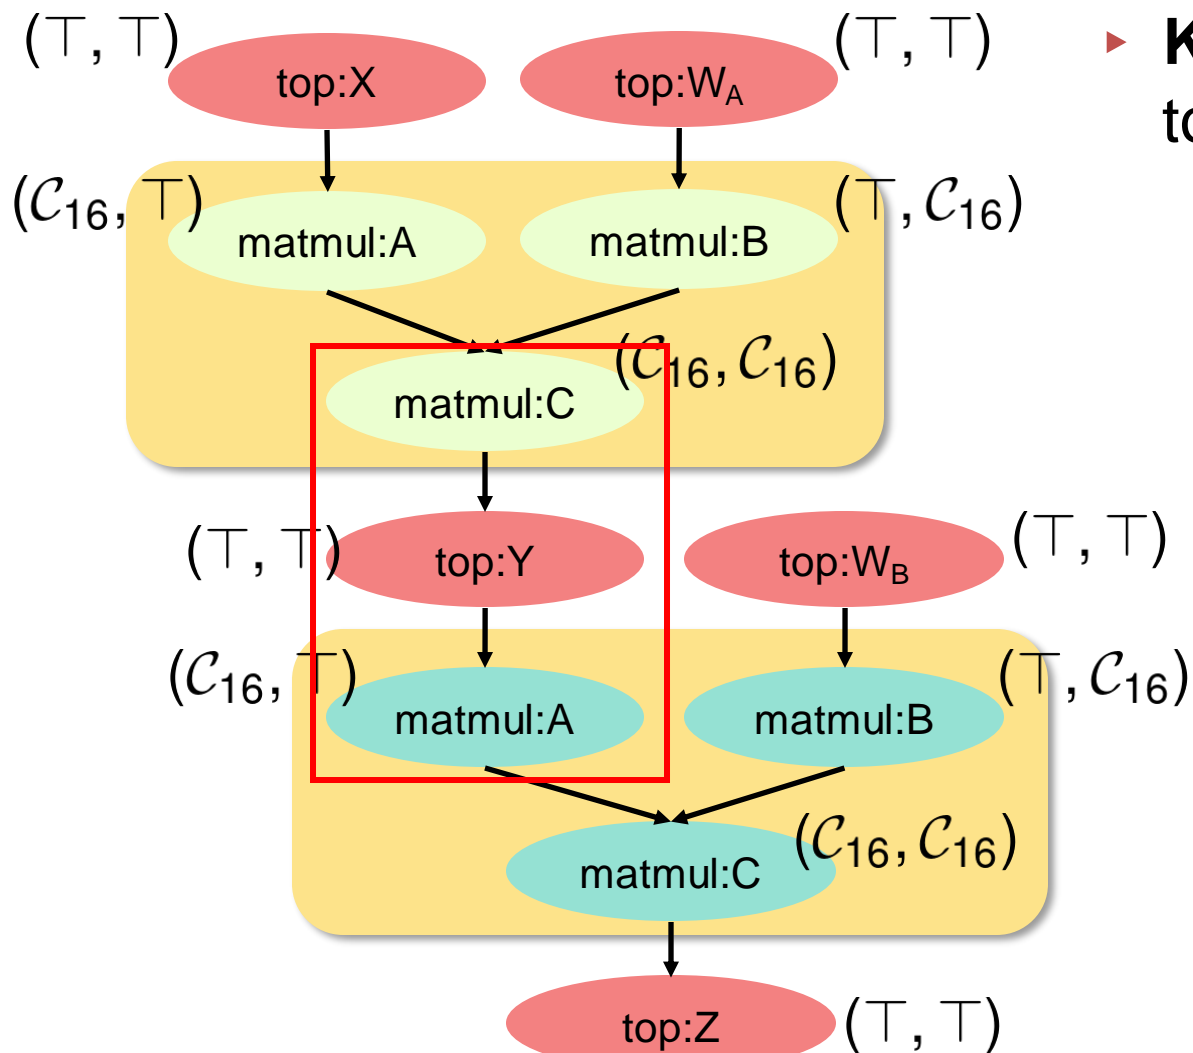 (⊤, ⊤) top:X top:W_A (⊤, ⊤)
▸ K
to
(𝒞₁₆, ⊤) matmul:A matmul:B (⊤, 𝒞₁₆)
matmul:C (𝒞₁₆, 𝒞₁₆)
(⊤, ⊤) top:Y top:W_B (⊤, ⊤)
(𝒞₁₆, ⊤) matmul:A matmul:B (⊤, 𝒞₁₆)
matmul:C (𝒞₁₆, 𝒞₁₆)
top:Z (⊤, ⊤)